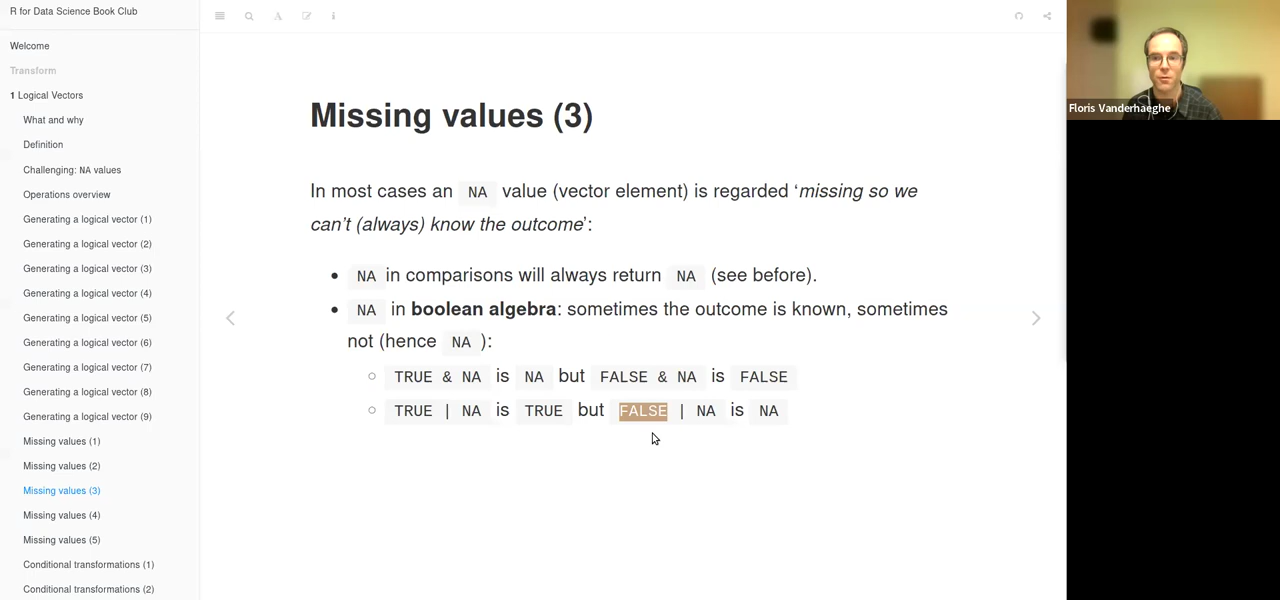 R for Data Science Book Club
Welcome
Transform
1 Logical Vectors
What and why
Definition
Challenging: NA values
Operations overview
Generating a logical vector (1)
Generating a logical vector (2)
Generating a logical vector (3)
Generating a logical vector (4)
Generating a logical vector (5)
Generating a logical vector (6)
Generating a logical vector (7)
Generating a logical vector (8)
Generating a logical vector (9)
Missing values (1)
Missing values (2)
Missing values (3)
Missing values (4)
Missing values (5)
Conditional transformations (1)
Conditional transformations (2)
Missing values (3)
In most cases an NA value (vector element) is regarded ‘missing so we
can’t (always) know the outcome’:
NA in comparisons will always return NA (see before).
NA in boolean algebra: sometimes the outcome is known, sometimes
not (hence NA ):
TRUE & NA is NA but FALSE & NA is FALSE
TRUE | NA is TRUE but FALSE | NA is NA
Floris Vanderhaeghe